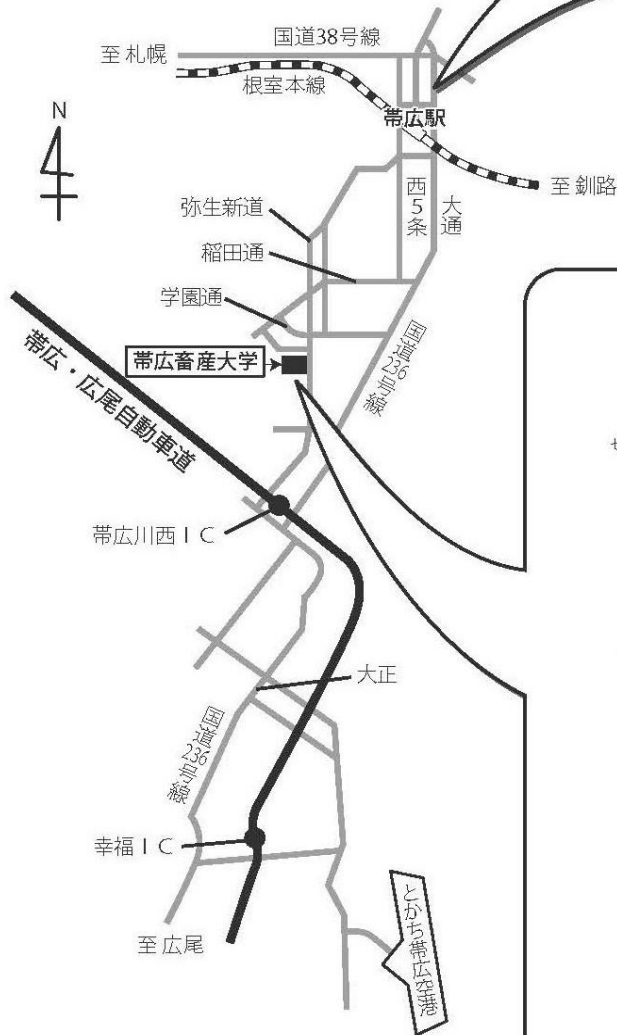 国道38号線
至 札幌
根室本線
N
帯広駅
至 釧路
西5条
大通
弥生新道
稲田通
学園通
国道236号線
帯広畜産大学
帯広・広尾自動車道
帯広川西ＩＣ
大正
国道236号線
幸福ＩＣ
とかち帯広空港
至 広尾